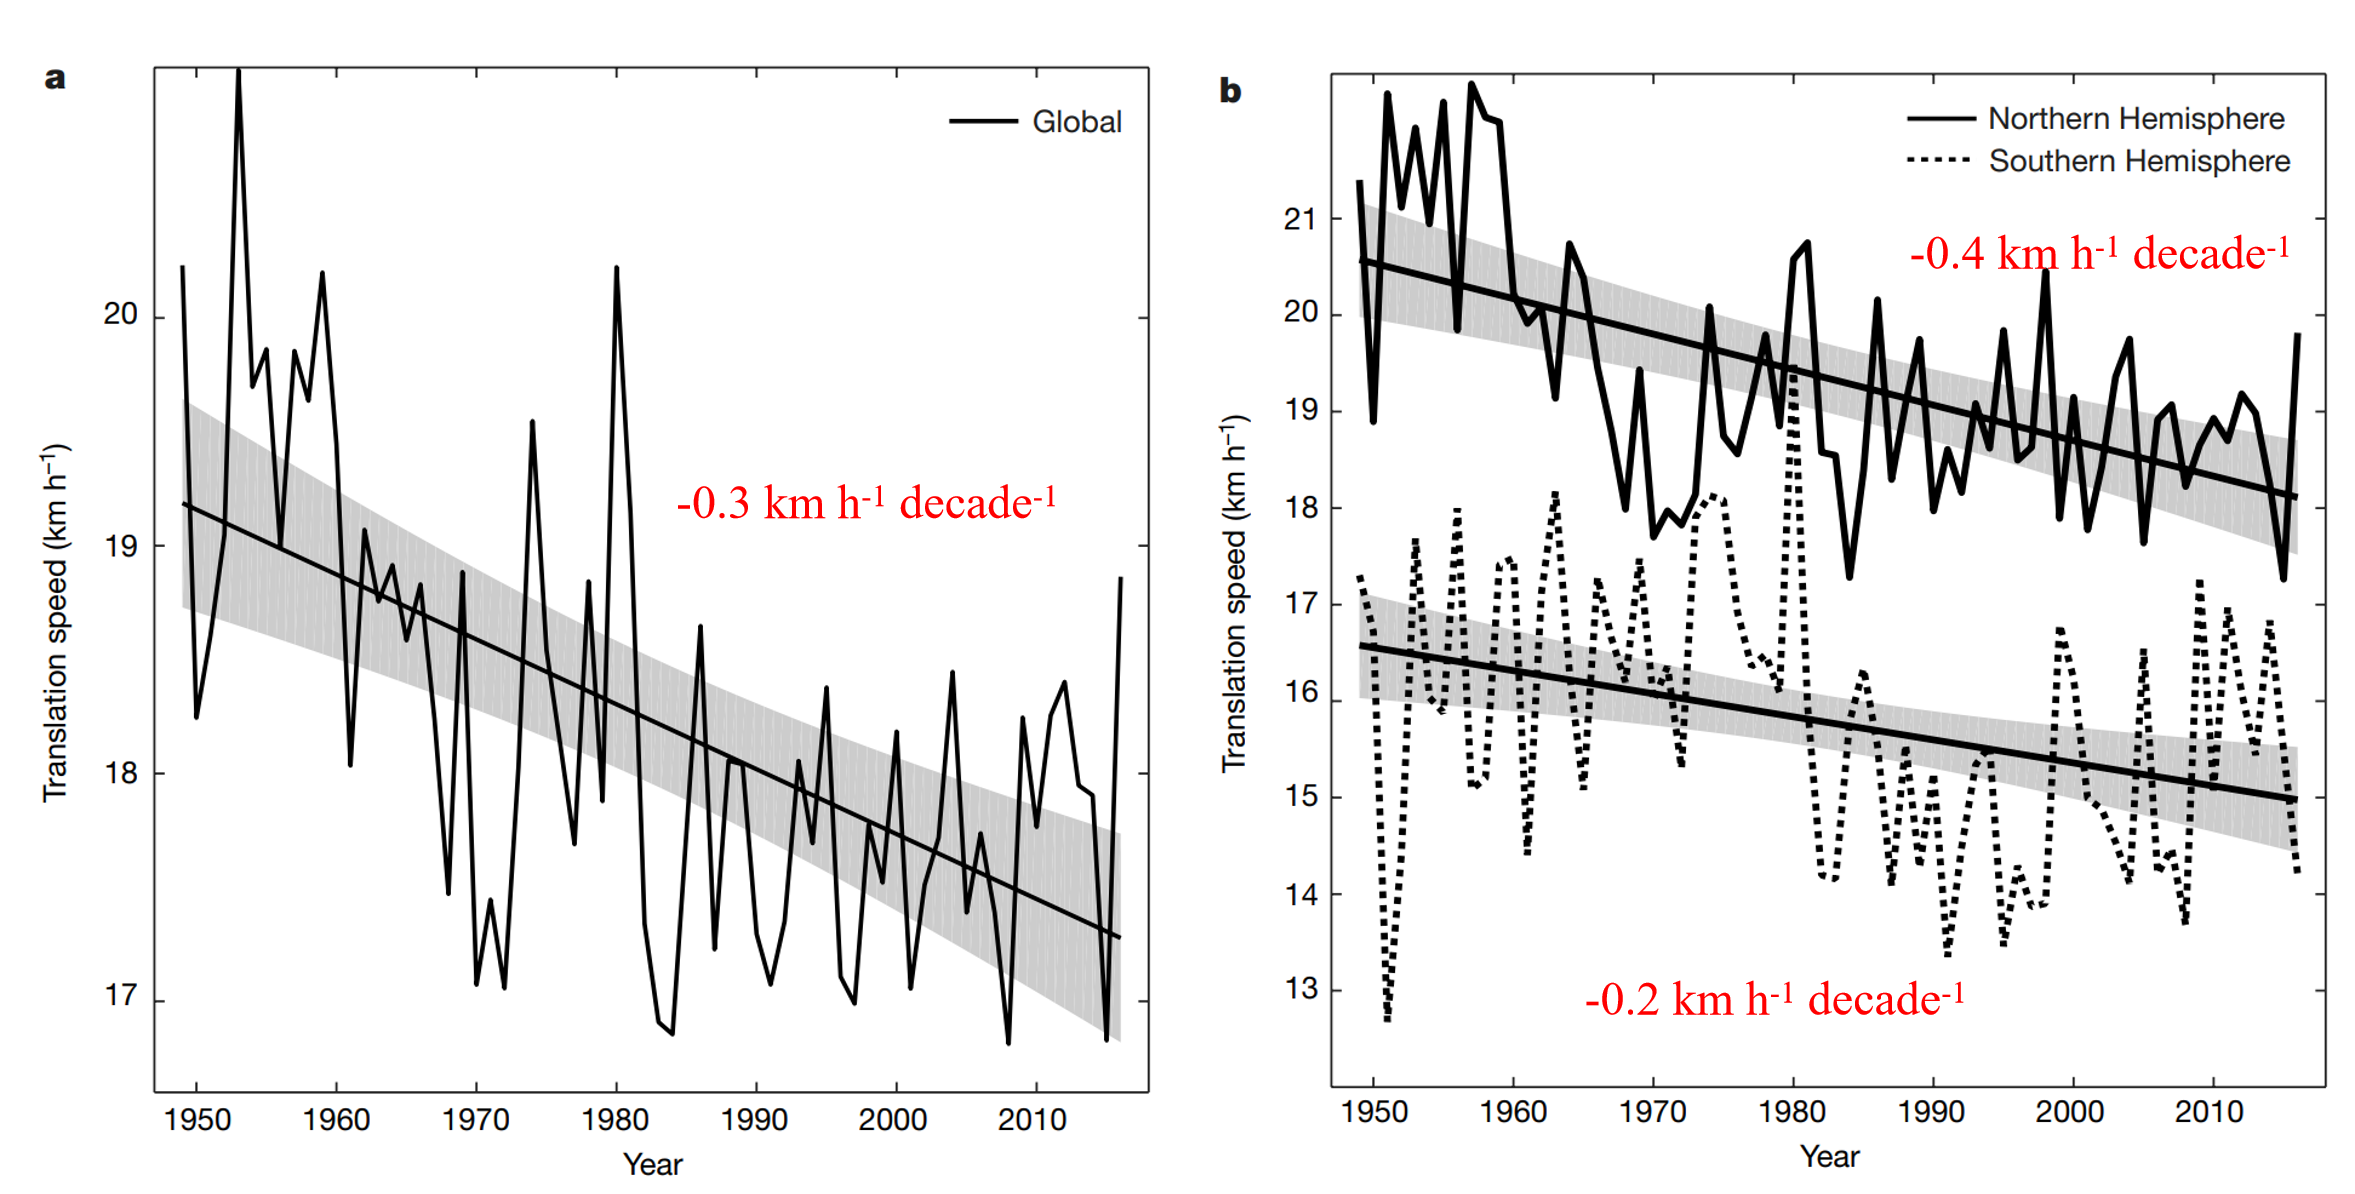 a
Global
20
19
18
17
-0.3 km h-1 decade-1
Translation speed (km h–1)
1950 1960 1970 1980 1990 2000 2010
Year
b
Northern Hemisphere
Southern Hemisphere
21
20
19
18
17
16
15
14
13
-0.4 km h-1 decade-1
-0.2 km h-1 decade-1
Translation speed (km h–1)
1950 1960 1970 1980 1990 2000 2010
Year